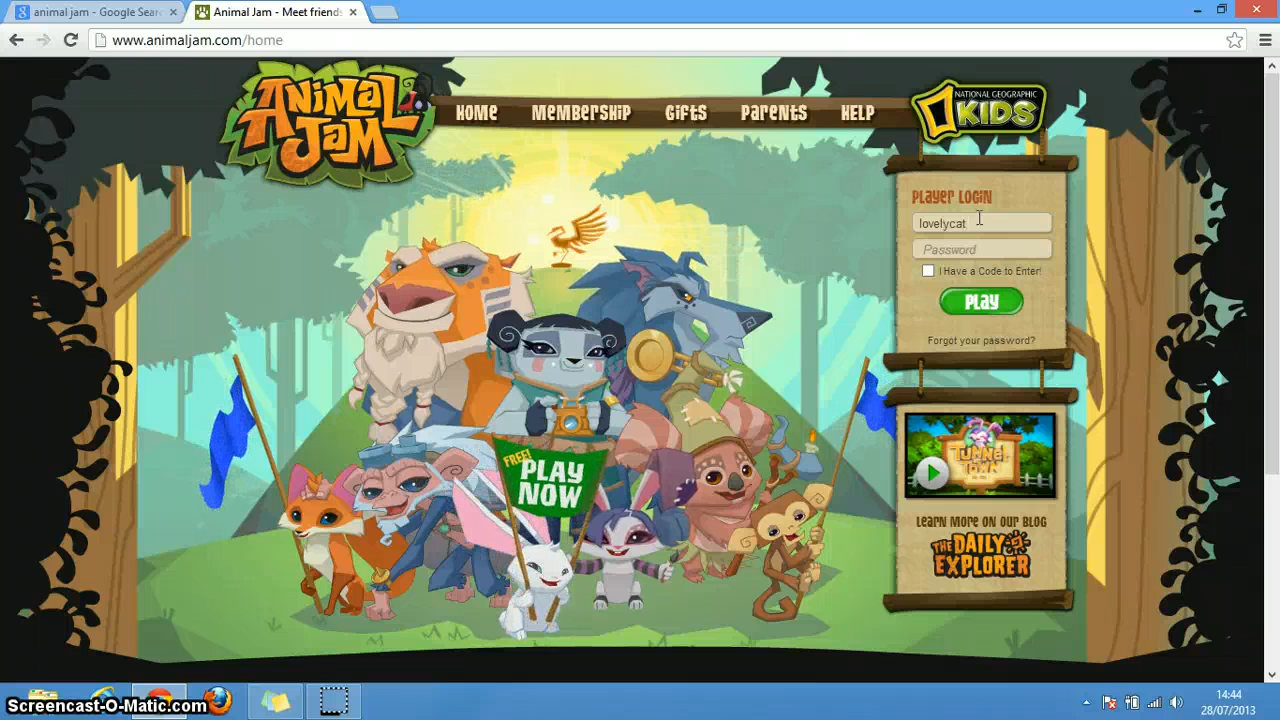 animal jam - Google Sear
Animal Jam - Meet friends
www.animaljam.com/home
ANIMAL JAM
HOME MEMBERSHIP GIFTS PARENTS HELP
NATIONAL GEOGRAPHIC
KIDS
PLAYER LOGIN
lovelycat
Password
I Have a Code to Enter!
PLAY
Forgot your password?
FREE!
PLAY
NOW
TUNNEL
TOWN
LEARN MORE ON OUR BLOG
THE DAILY
EXPLORER
Screencast-O-Matic.com
14:44
28/07/2013